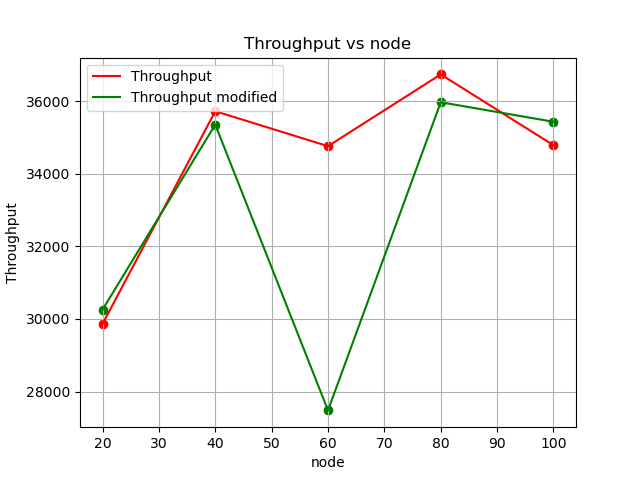 Throughput vs node
Throughput
Throughput modified
36000
34000
32000
30000
28000
Throughput
20 30 40 50 60 70 80 90 100
node